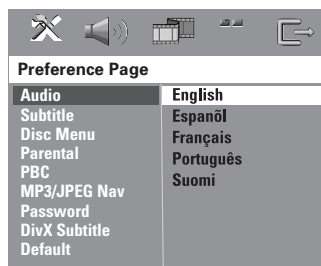 Preference Page
Audio
Subtitle
Disc Menu
Parental
PBC
MP3/JPEG Nav
Password
DivX Subtitle
Default
English
Espanõl
Français
Português
Suomi